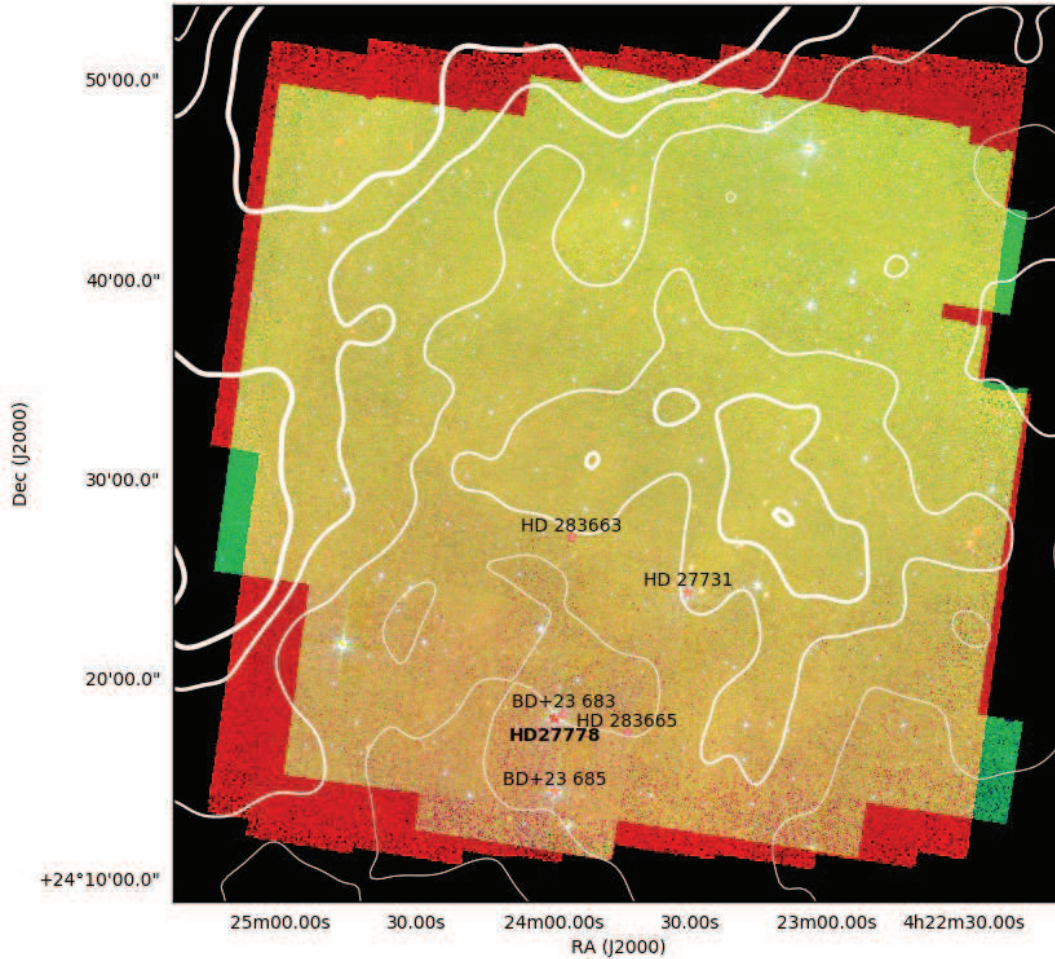 50'00.0"
40'00.0"
30'00.0"
20'00.0"
+24°10'00.0"
Dec (J2000)
HD 283663
HD 27731
BD+23 683
HD 283665
HD27778
BD+23 685
25m00.00s 30.00s 24m00.00s 30.00s 23m00.00s 4h22m30.00s
RA (J2000)